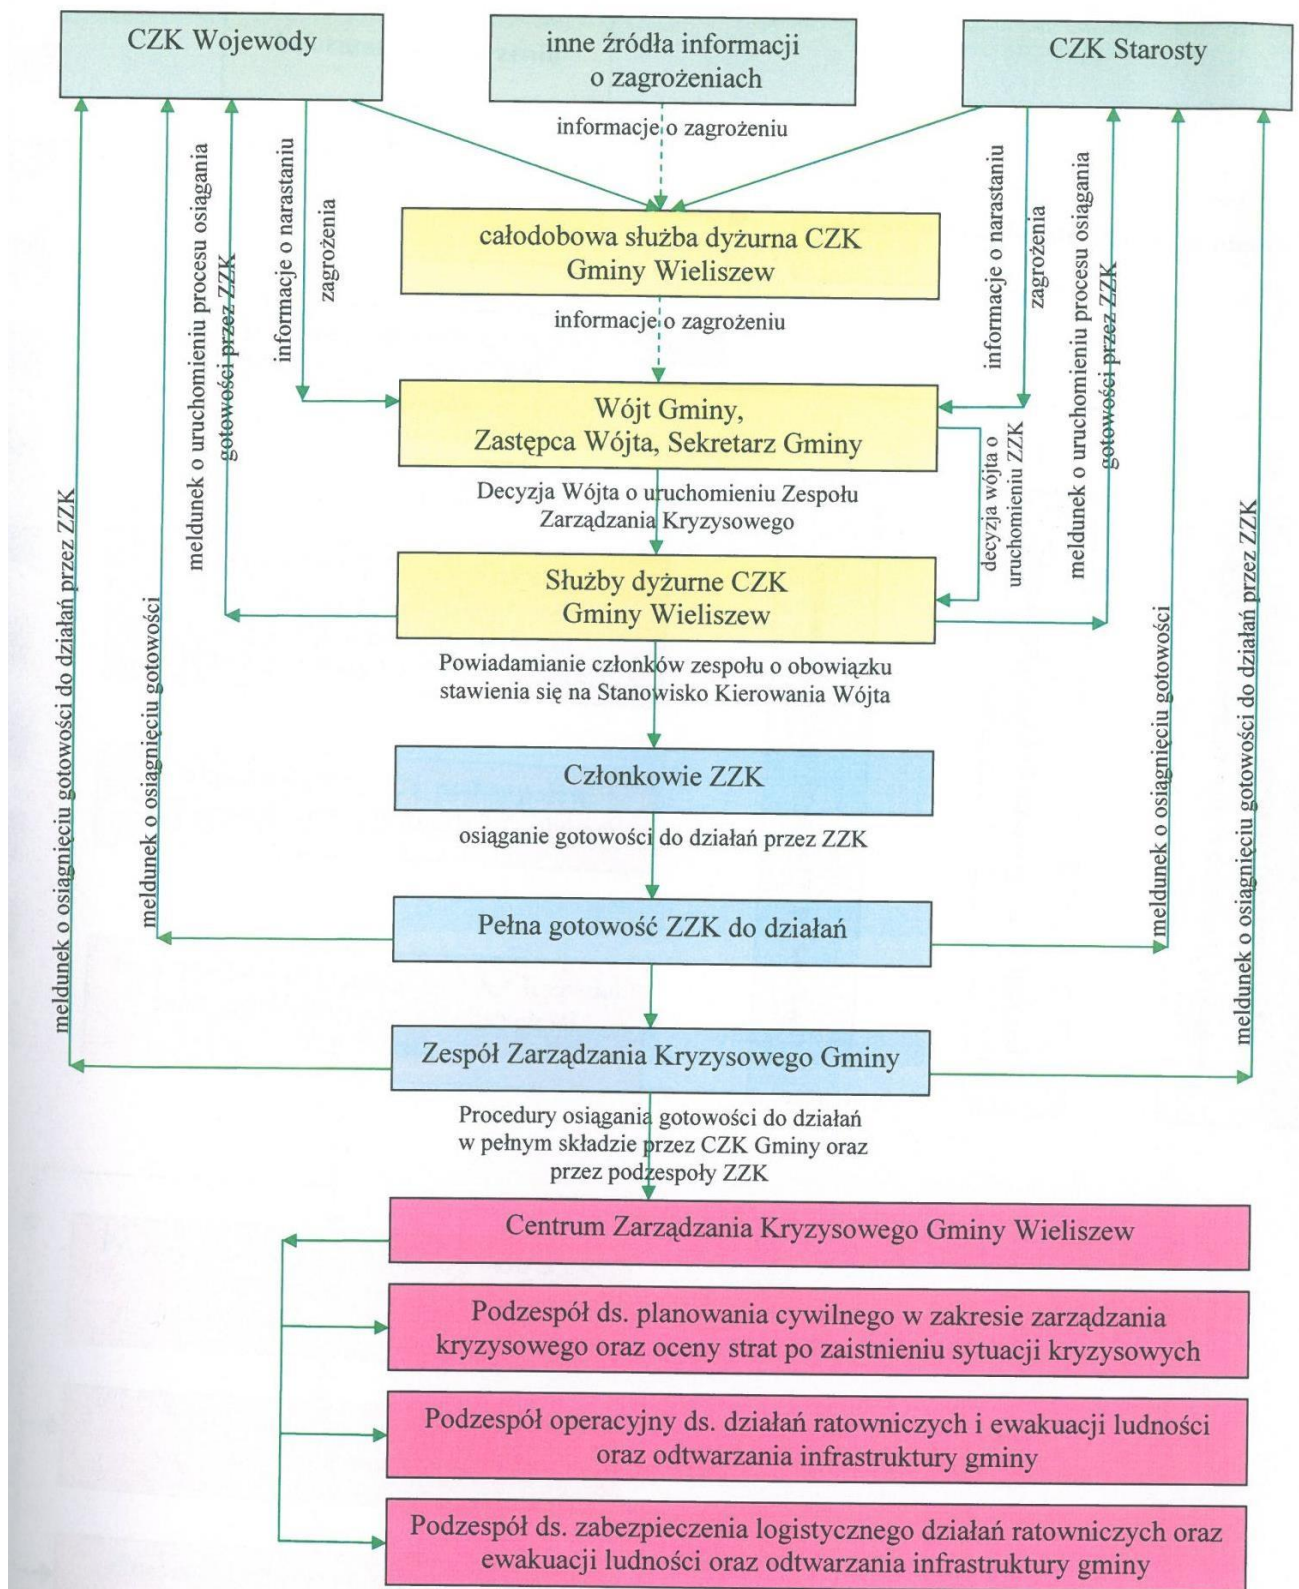 CZK Wojewody
inne źródła informacji
o zagrożeniach
CZK Starosty
informacje o zagrożeniu
meldunek o uruchomieniu procesu osiągania
gotowości przez ZZK
informacje o narastaniu
zagrożenia
informacje o narastaniu
zagrożenia
meldunek o uruchomieniu procesu osiągania
gotowości przez ZZK
całodobowa służba dyżurna CZK
Gminy Wieliszew
informacje o zagrożeniu
Wójt Gminy,
Zastępca Wójta, Sekretarz Gminy
decyzja wójta o
uruchomieniu ZZK
Decyzja Wójta o uruchomieniu Zespołu
Zarządzania Kryzysowego
Służby dyżurne CZK
Gminy Wieliszew
meldunek o osiągnięciu gotowości do działań przez ZZK
meldunek o osiągnięciu gotowości
meldunek o osiągnięciu gotowości
meldunek o osiągnięciu gotowości do działań przez ZZK
Powiadamianie członków zespołu o obowiązku
stawienia się na Stanowisko Kierowania Wójta
Członkowie ZZK
osiąganie gotowości do działań przez ZZK
Pełna gotowość ZZK do działań
Zespół Zarządzania Kryzysowego Gminy
Procedury osiągania gotowości do działań
w pełnym składzie przez CZK Gminy oraz
przez podzespoły ZZK
Centrum Zarządzania Kryzysowego Gminy Wieliszew
Podzespół ds. planowania cywilnego w zakresie zarządzania
kryzysowego oraz oceny strat po zaistnieniu sytuacji kryzysowych
Podzespół operacyjny ds. działań ratowniczych i ewakuacji ludności
oraz odtwarzania infrastruktury gminy
Podzespół ds. zabezpieczenia logistycznego działań ratowniczych oraz
ewakuacji ludności oraz odtwarzania infrastruktury gminy